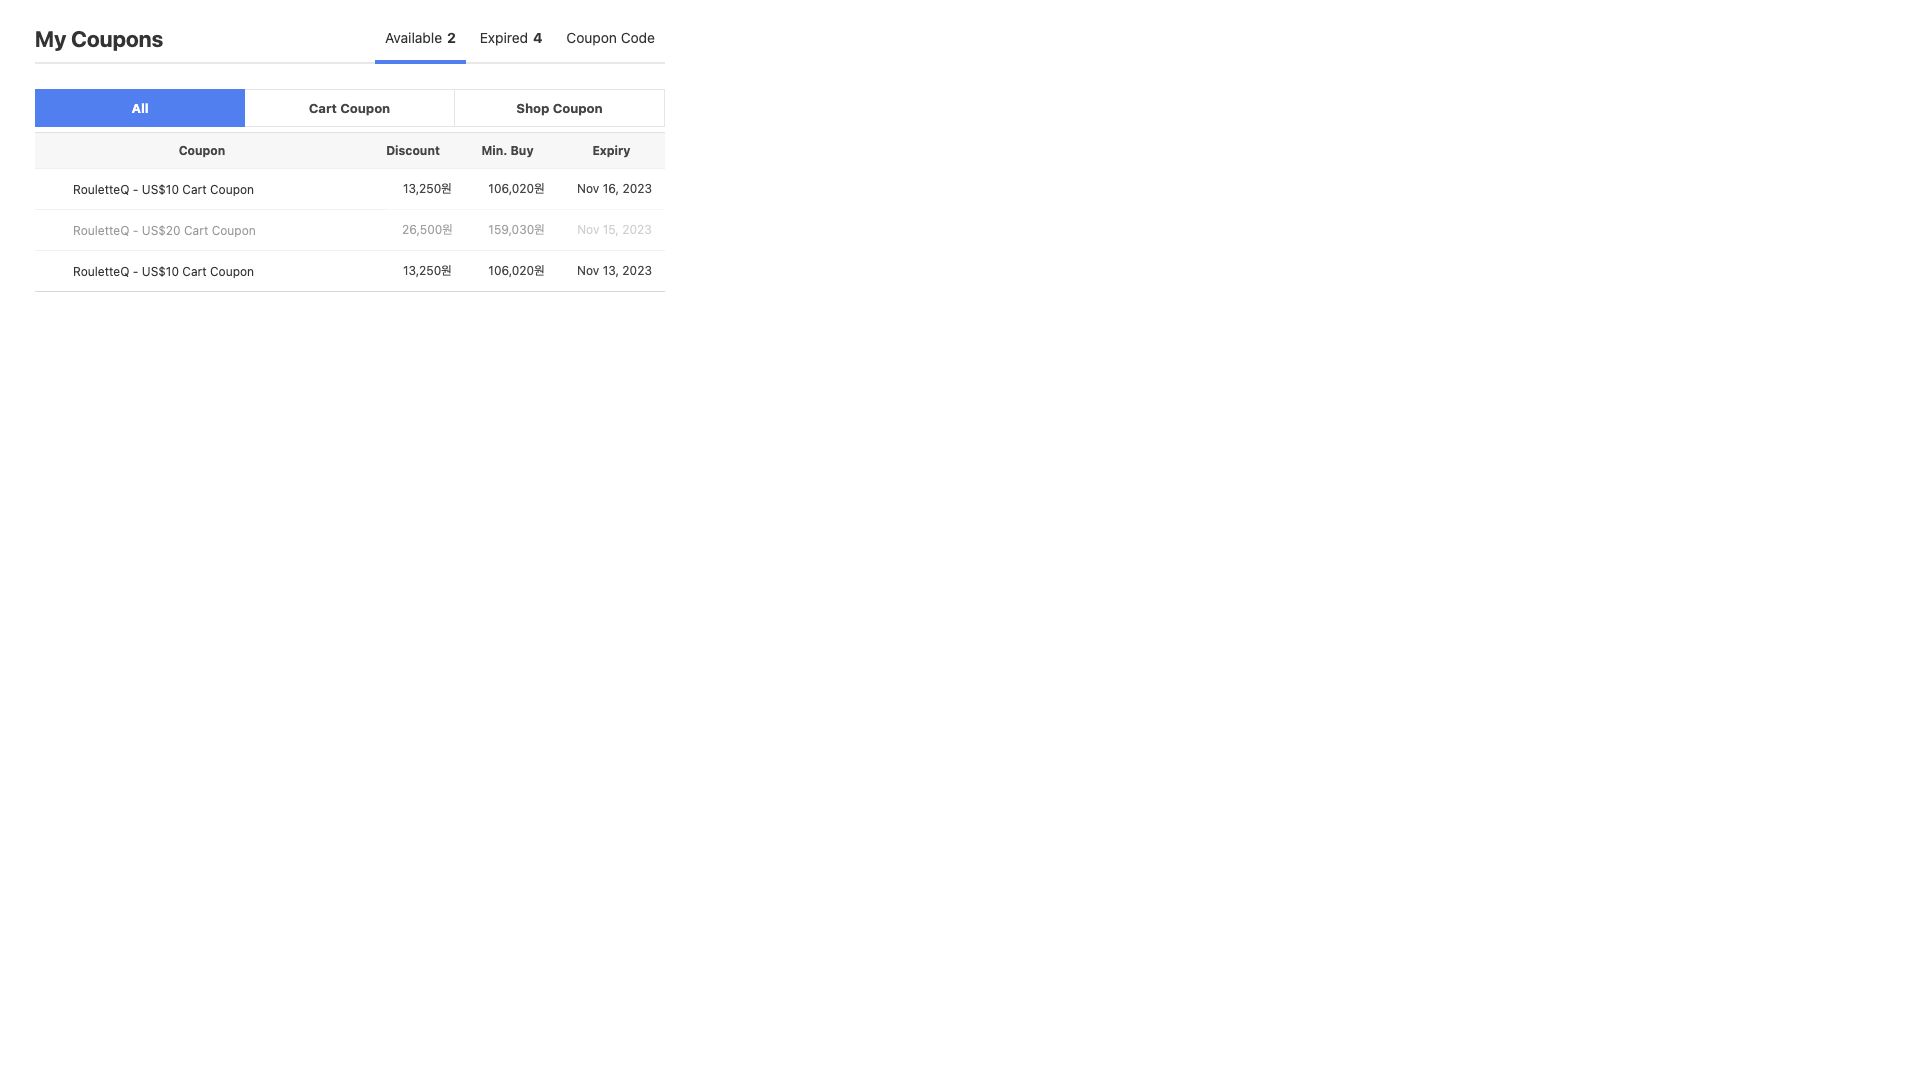 My Coupons
Available 2 Expired 4 Coupon Code
All Cart Coupon Shop Coupon
Coupon Discount Min. Buy Expiry
RouletteQ - US$10 Cart Coupon 13,250원 106,020원 Nov 16, 2023
RouletteQ - US$20 Cart Coupon 26,500원 159,030원 Nov 15, 2023
RouletteQ - US$10 Cart Coupon 13,250원 106,020원 Nov 13, 2023